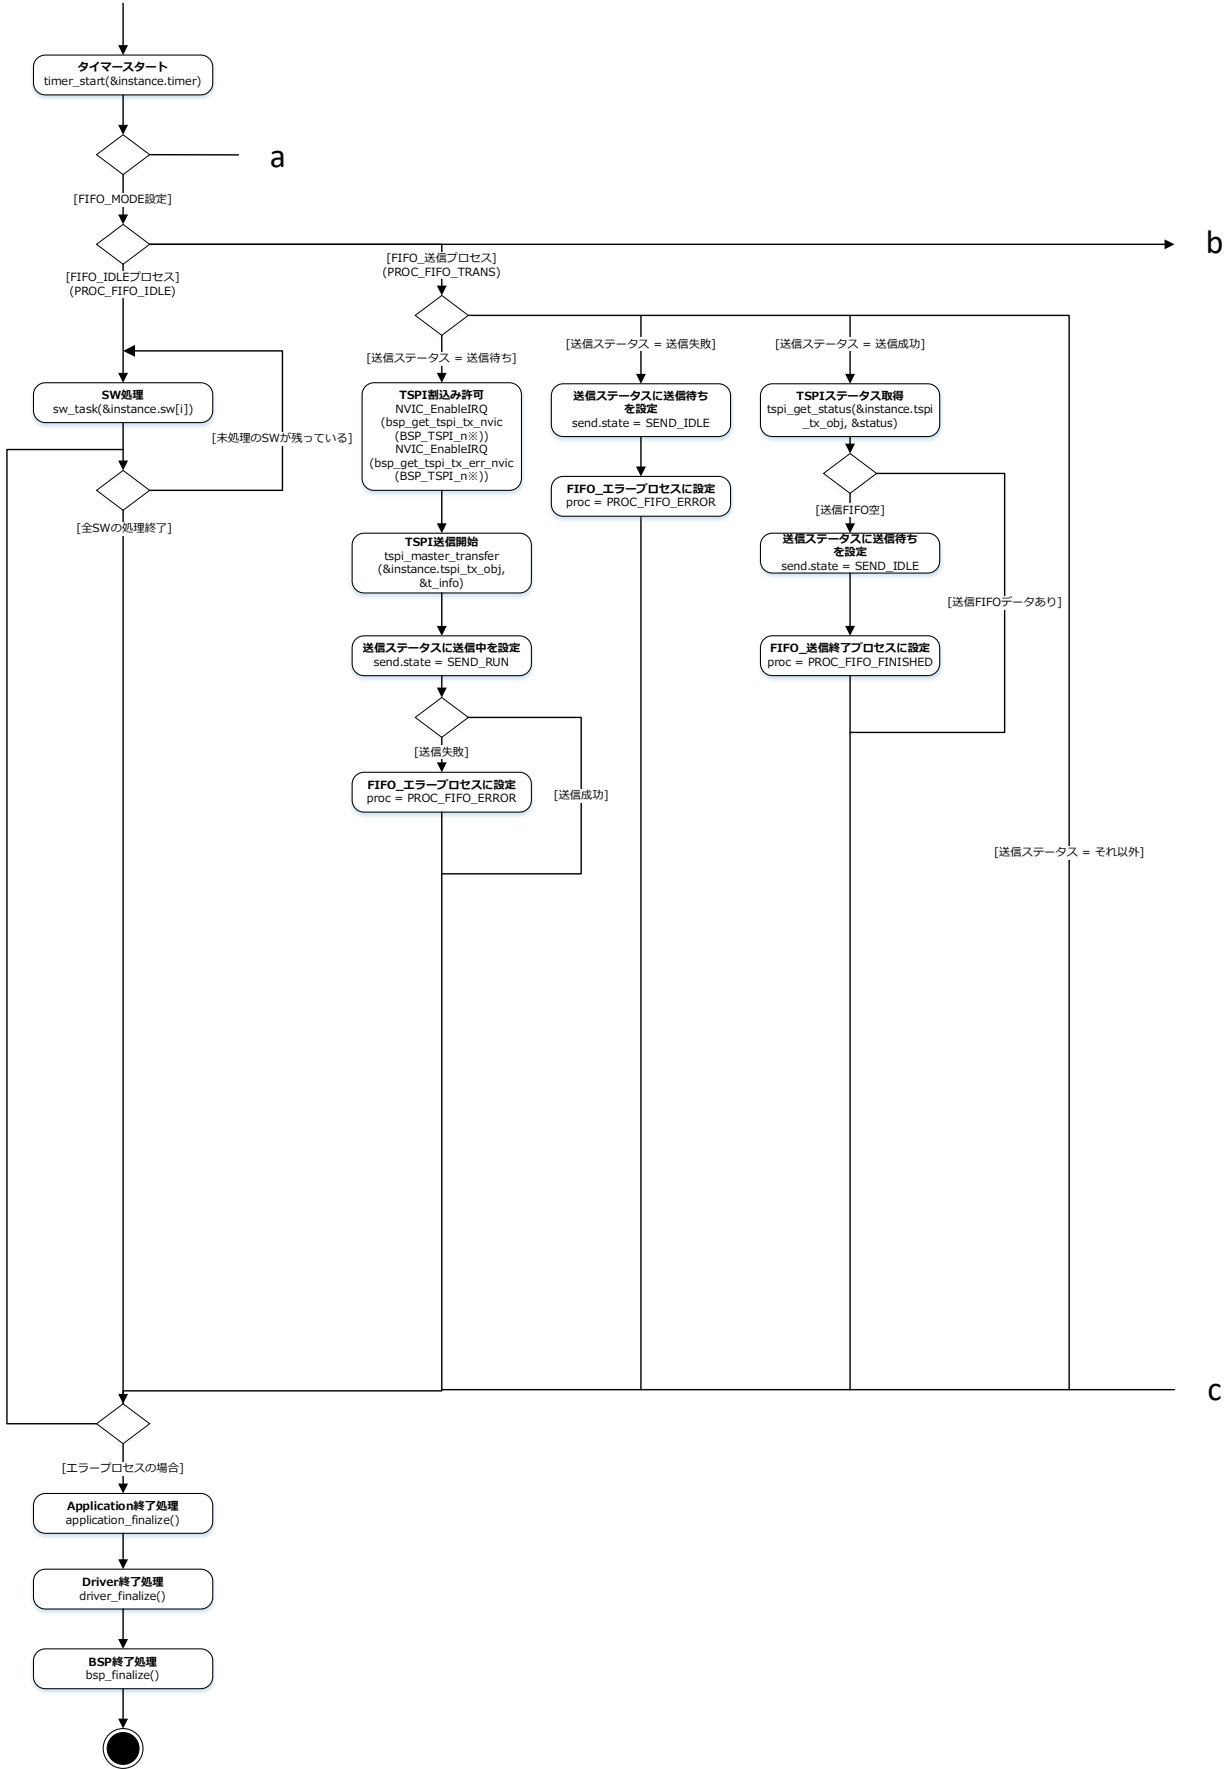 タイマースタート
timer_start(&instance.timer)
a
[FIFO_MODE設定]
b
[FIFO_IDLEプロセス]
(PROC_FIFO_IDLE)
[FIFO_送信プロセス]
(PROC_FIFO_TRANS)
[送信ステータス = 送信待ち]
[送信ステータス = 送信失敗]
[送信ステータス = 送信成功]
SW処理
sw_task(&instance.sw[i])
[未処理のSWが残っている]
[全SWの処理終了]
TSPI割込み許可
NVIC_EnableIRQ
(bsp_get_tspi_tx_nvic
(BSP_TSPI_n※))
NVIC_EnableIRQ
(bsp_get_tspi_tx_err_nvic
(BSP_TSPI_n※))
TSPI送信開始
tspi_master_transfer
(&instance.tspi_tx_obj,
&t_info)
送信ステータスに送信中を設定
send.state = SEND_RUN
[送信失敗]
FIFO_エラープロセスに設定
proc = PROC_FIFO_ERROR
[送信成功]
送信ステータスに送信待ち
を設定
send.state = SEND_IDLE
FIFO_エラープロセスに設定
proc = PROC_FIFO_ERROR
TSPIステータス取得
tspi_get_status(&instance.tspi
_tx_obj, &status)
[送信FIFO空]
送信ステータスに送信待ち
を設定
send.state = SEND_IDLE
[送信FIFOデータあり]
FIFO_送信終了プロセスに設定
proc = PROC_FIFO_FINISHED
[送信ステータス = それ以外]
c
[エラープロセスの場合]
Application終了処理
application_finalize()
Driver終了処理
driver_finalize()
BSP終了処理
bsp_finalize()